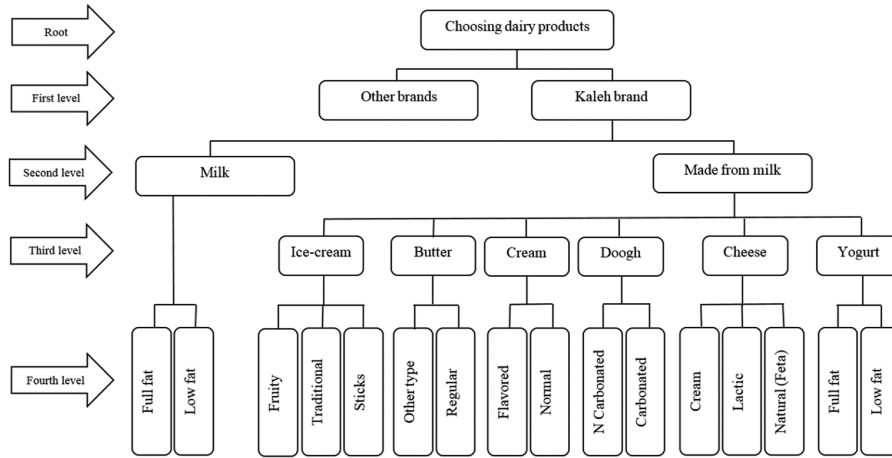 Root
Choosing dairy products
First level
Other brands
Kaleh brand
Second level
Milk
Made from milk
Third level
Ice-cream
Butter
Cream
Doogh
Cheese
Yogurt
Fourth level
Full fat
Low fat
Fruity
Traditional
Sticks
Other type
Regular
Flavored
Normal
N Carbonated
Carbonated
Cream
Lactic
Natural (Feta)
Full fat
Low fat